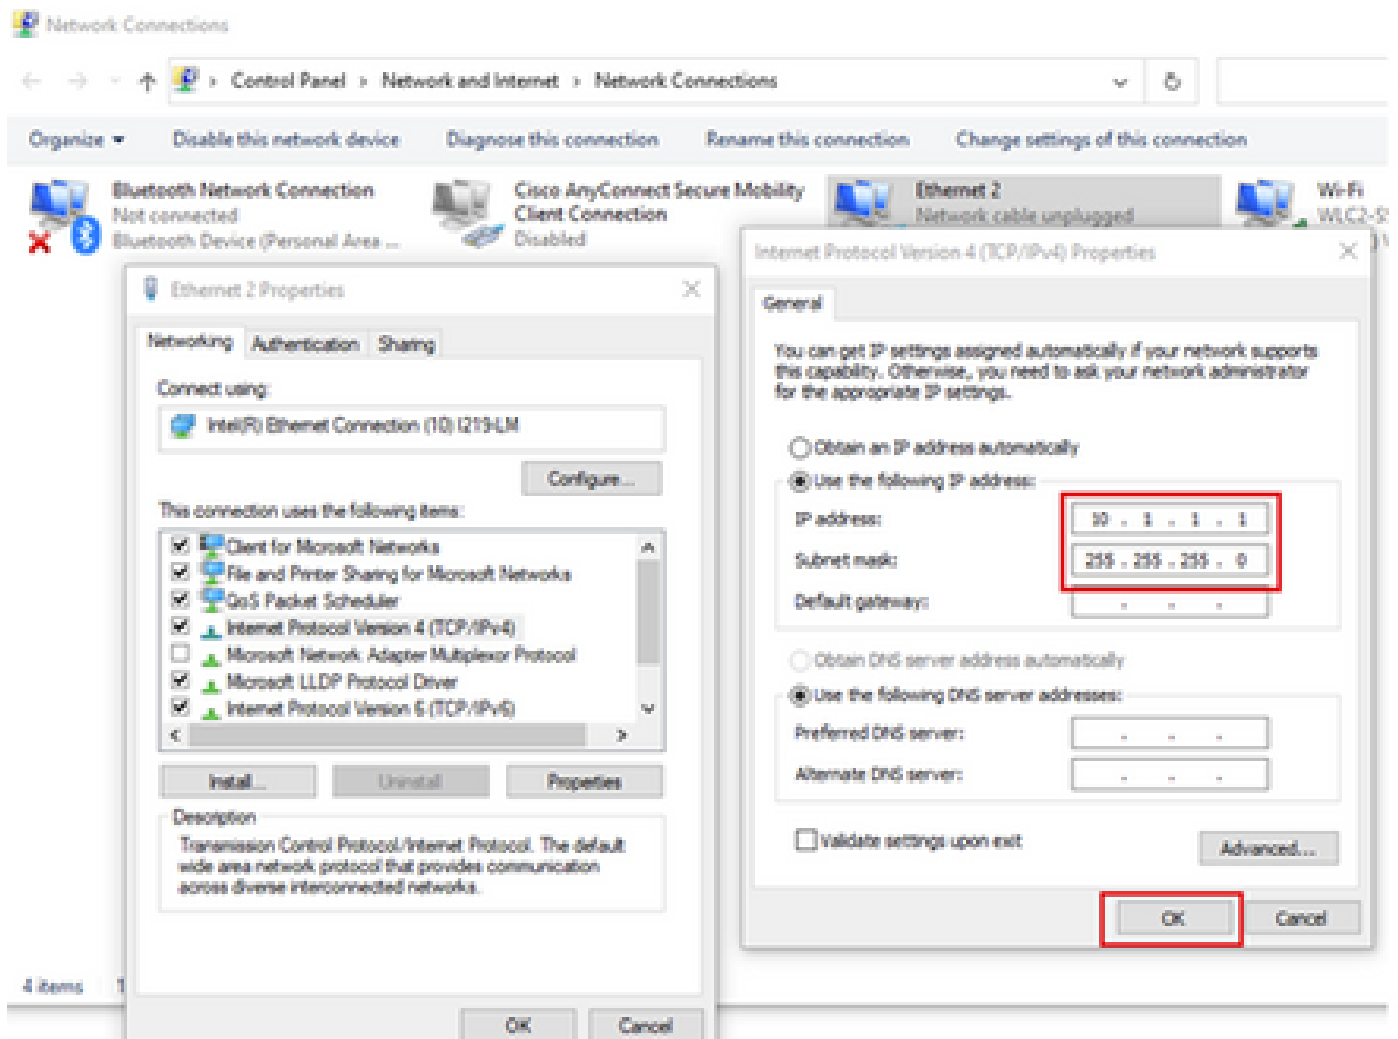 Network Connections
Control Panel > Network and Internet > Network Connections
Organize Disable this network device Diagnose this connection Rename this connection Change settings of this connection
Bluetooth Network Connection
Not connected
Bluetooth Device (Personal Area ...
Cisco AnyConnect Secure Mobility
Client Connection
Disabled
Ethernet 2
Network cable unplugged
Wi-Fi
Ethernet 2 Properties
Networking Authentication Sharing
Connect using:
Intel(R) Ethernet Connection (10) I219-LM
Configure...
This connection uses the following items:
Client for Microsoft Networks
File and Printer Sharing for Microsoft Networks
QoS Packet Scheduler
Internet Protocol Version 4 (TCP/IPv4)
Microsoft Network Adapter Multiplexor Protocol
Microsoft LLDP Protocol Driver
Internet Protocol Version 6 (TCP/IPv6)
Install... Uninstall Properties
Description
Transmission Control Protocol/Internet Protocol. The default
wide area network protocol that provides communication
across diverse interconnected networks.
OK Cancel
Internet Protocol Version 4 (TCP/IPv4) Properties
General
You can get IP settings assigned automatically if your network supports
this capability. Otherwise, you need to ask your network administrator
for the appropriate IP settings.
Obtain an IP address automatically
Use the following IP address:
IP address: 10 . 1 . 1 . 1
Subnet mask: 255 . 255 . 255 . 0
Default gateway: . . .
Obtain DNS server address automatically
Use the following DNS server addresses:
Preferred DNS server: . . .
Alternate DNS server: . . .
Validate settings upon exit
Advanced...
OK Cancel
4 items